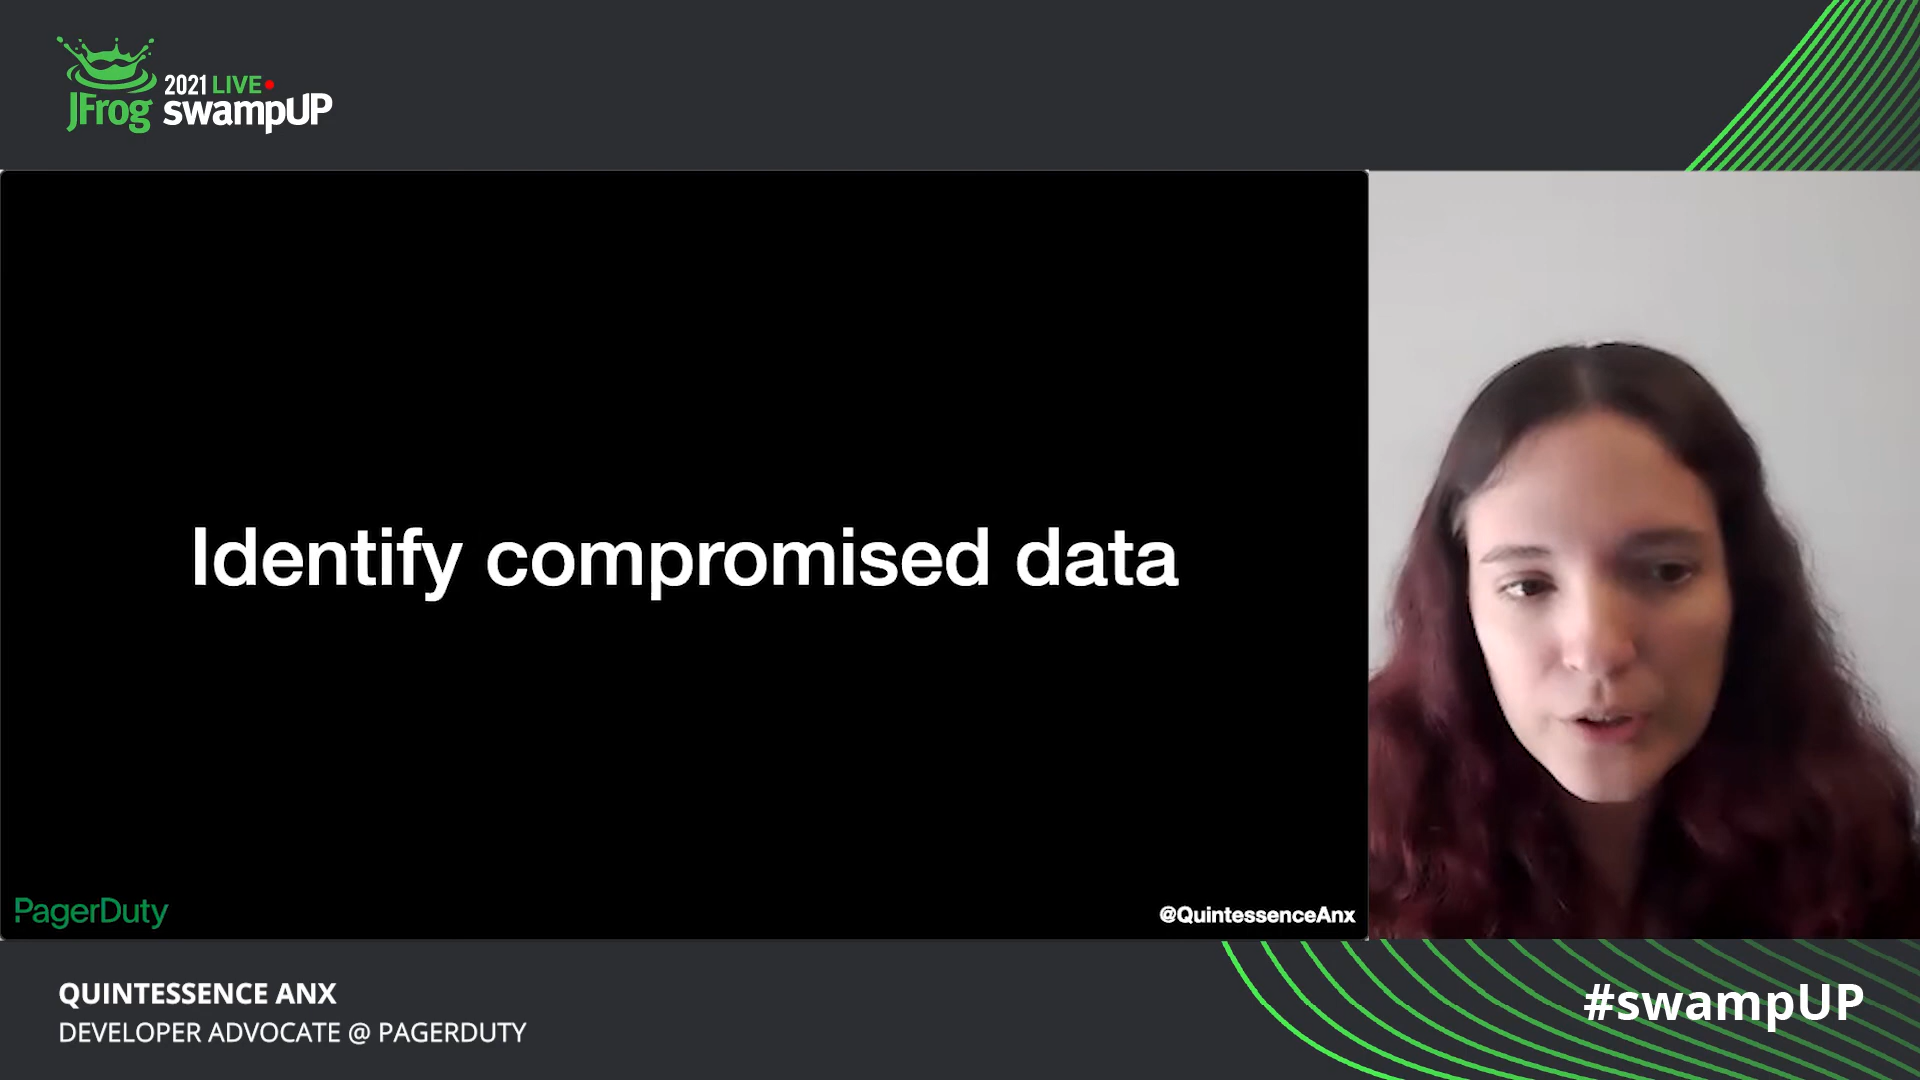 2021 LIVE
JFrog swampUP
Identify compromised data
PagerDuty
@QuintessenceAnx
QUINTESSENCE ANX
DEVELOPER ADVOCATE @ PAGERDUTY
#swampUP